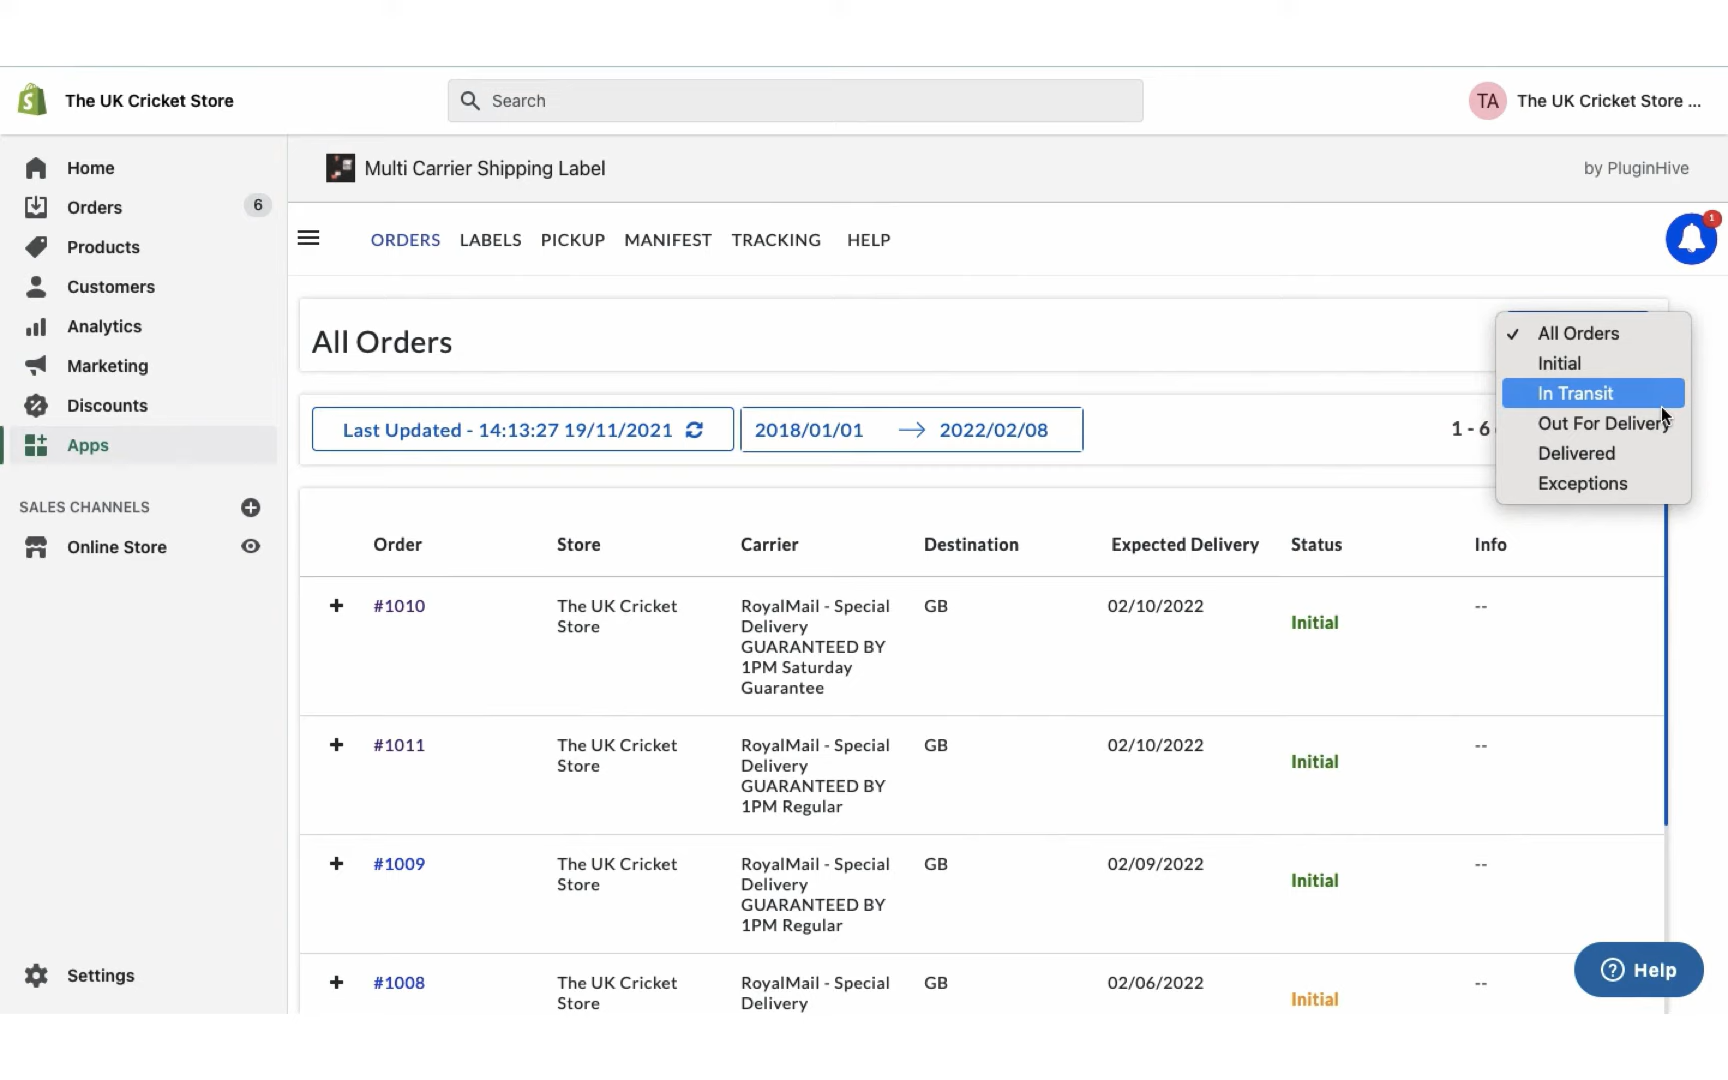 The UK Cricket Store
Search
TA
The UK Cricket Store ...
Home
Orders
6
Products
Customers
Analytics
Marketing
Discounts
Apps
SALES CHANNELS
Online Store
Settings
Multi Carrier Shipping Label
by PluginHive
ORDERS LABELS PICKUP MANIFEST TRACKING HELP
1
All Orders
✓ All Orders
Initial
In Transit
Out For Delivery
Delivered
Exceptions
Last Updated - 14:13:27 19/11/2021
2018/01/01 → 2022/02/08
1 - 6
Order Store Carrier Destination Expected Delivery Status Info
+ #1010
The UK Cricket
Store
RoyalMail - Special
Delivery
GUARANTEED BY
1PM Saturday
Guarantee
GB
02/10/2022
Initial
--
+ #1011
The UK Cricket
Store
RoyalMail - Special
Delivery
GUARANTEED BY
1PM Regular
GB
02/10/2022
Initial
--
+ #1009
The UK Cricket
Store
RoyalMail - Special
Delivery
GUARANTEED BY
1PM Regular
GB
02/09/2022
Initial
--
+ #1008
The UK Cricket
Store
RoyalMail - Special
Delivery
GB
02/06/2022
Initial
--
? Help